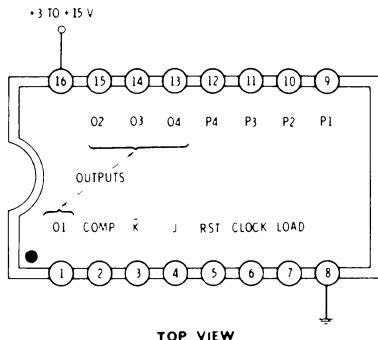 +3 TO +15 V
16 15 14 13 12 11 10 9
O2 O3 O4 P4 P3 P2 P1
OUTPUTS
O1 COMP K̄ J RST CLOCK LOAD
1 2 3 4 5 6 7 8
TOP VIEW